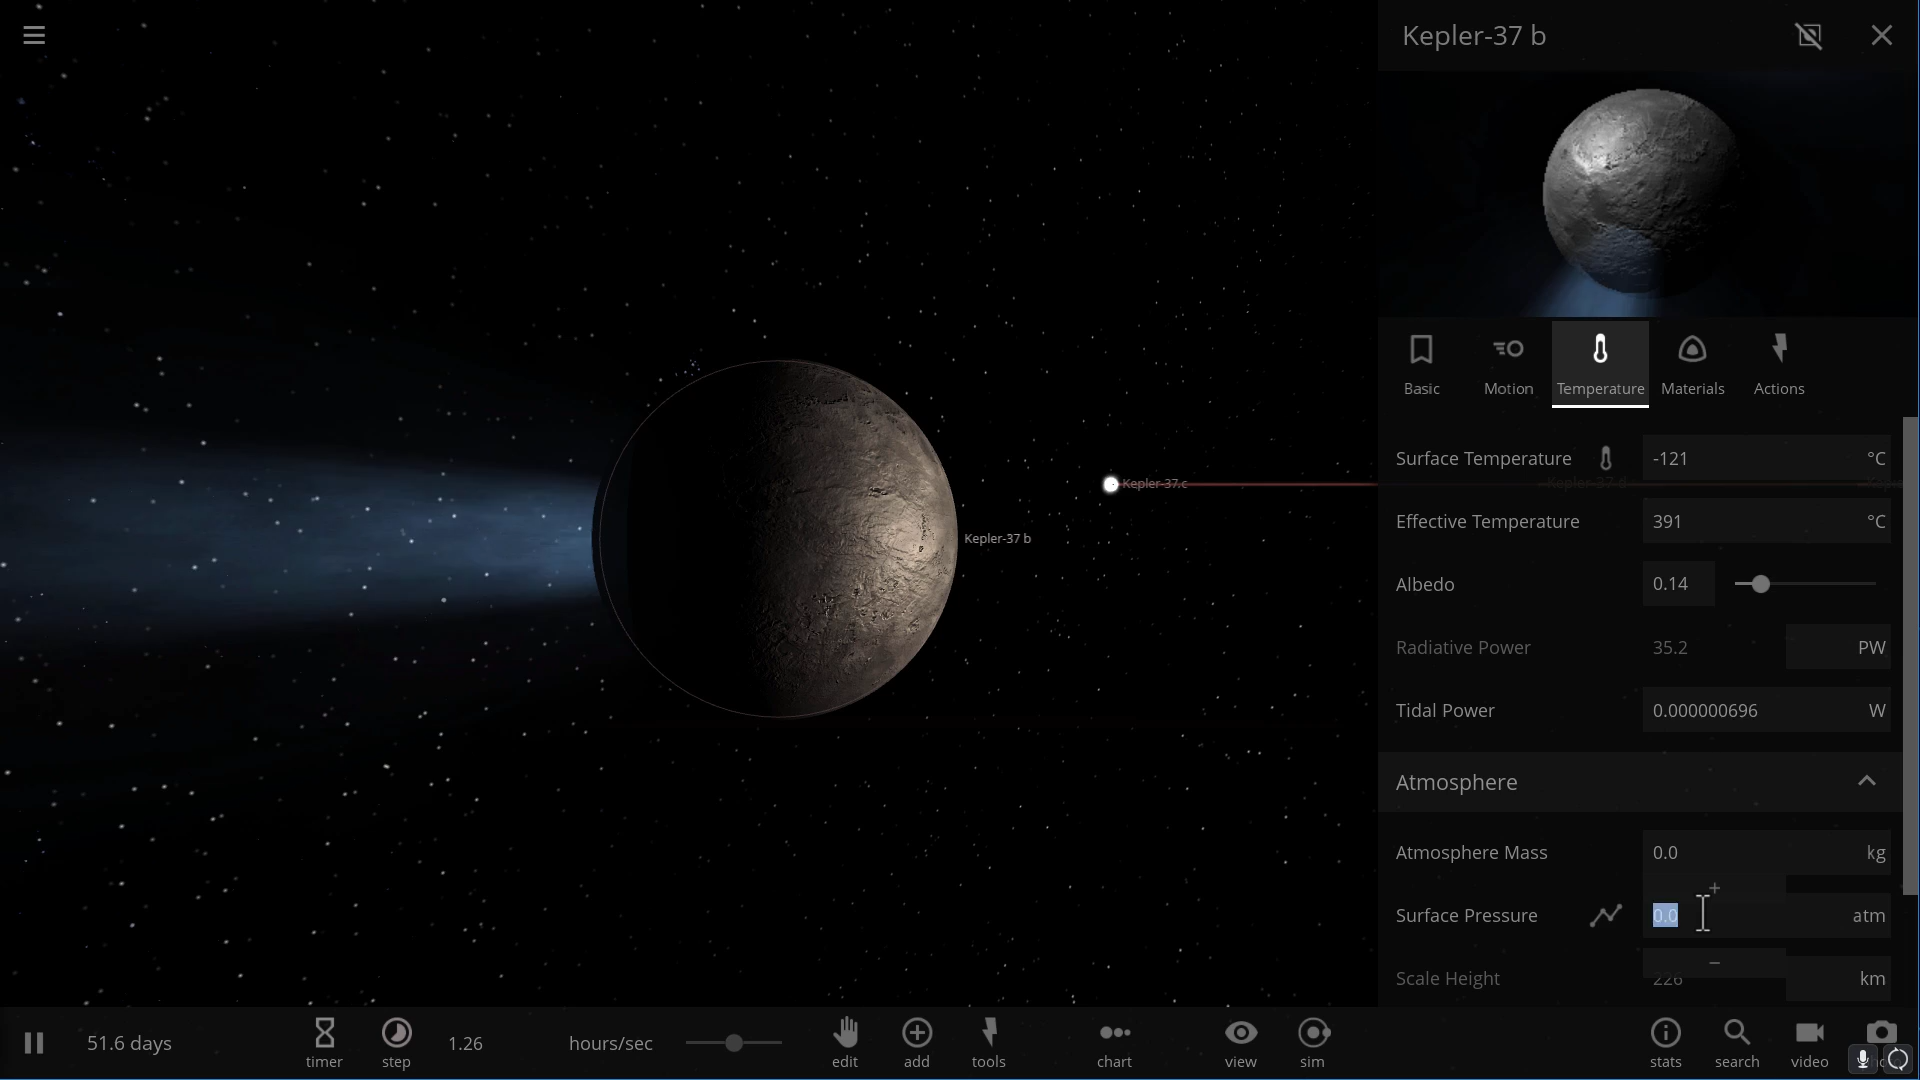 Kepler-37 b
Basic
Motion
Temperature
Materials
Actions
Surface Temperature -121 °C
Kepler-37 c
Kepler-37 d
Effective Temperature 391 °C
Kepler-37 b
Albedo 0.14
Radiative Power 35.2 PW
Tidal Power 0.000000696 W
Atmosphere
Atmosphere Mass 0.0 kg
+
Surface Pressure 0.0 atm
−
Scale Height 226 km
51.6 days
timer
step
1.26 hours/sec
edit
add
tools
chart
view
sim
stats
search
video